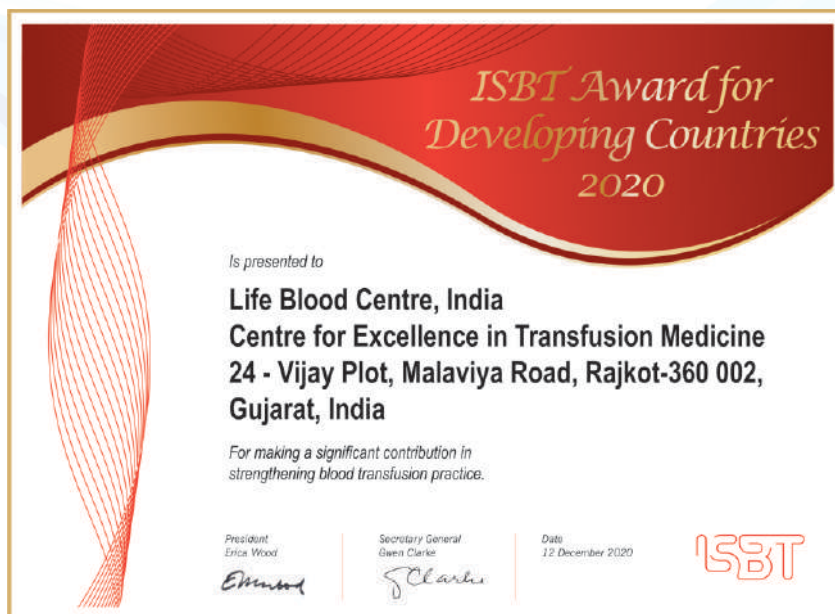 ISBT Award for
Developing Countries
2020
Is presented to
Life Blood Centre, India
Centre for Excellence in Transfusion Medicine
24 - Vijay Plot, Malaviya Road, Rajkot-360 002,
Gujarat, India
For making a significant contribution in
strengthening blood transfusion practice.
President
Erica Wood
Secretary General
Gwen Clarke
Date
12 December 2020
EMWood
GClarke
ISBT